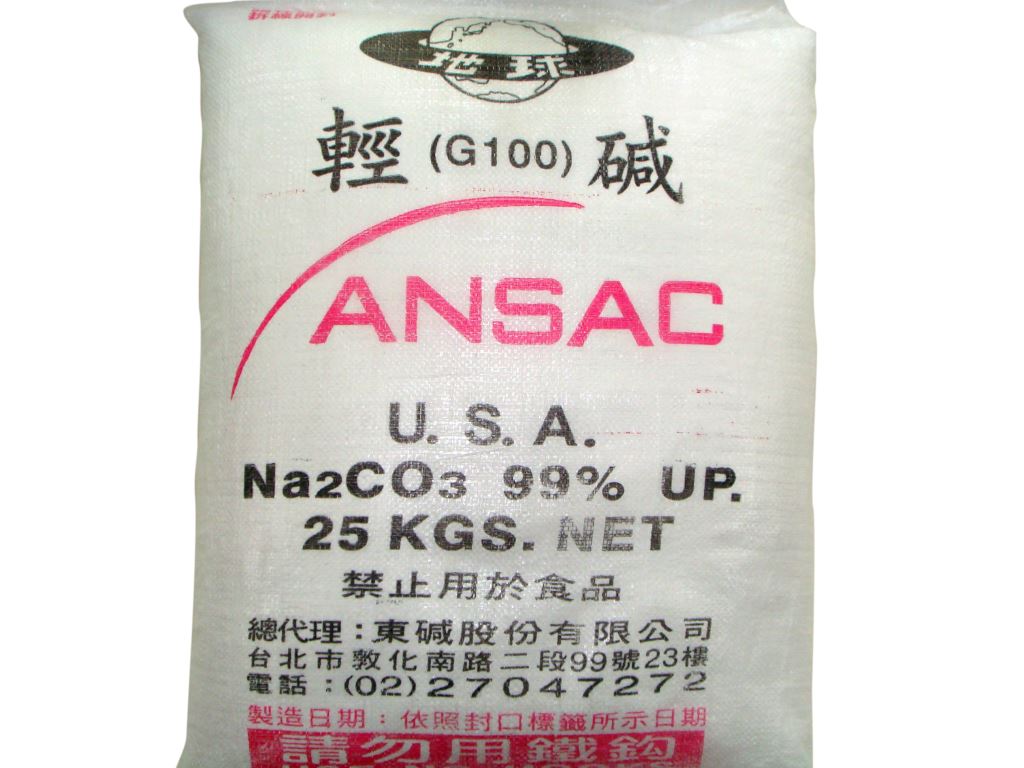 地球
輕 (G100) 碱
ANSAC
U. S. A.
Na2CO3 99% UP.
25 KGS. NET
禁止用於食品
總代理：東碱股份有限公司
台北市敦化南路二段99號23樓
電話：(02)27047272
製造日期：依照封口標籤所示日期
請勿用鐵鈎